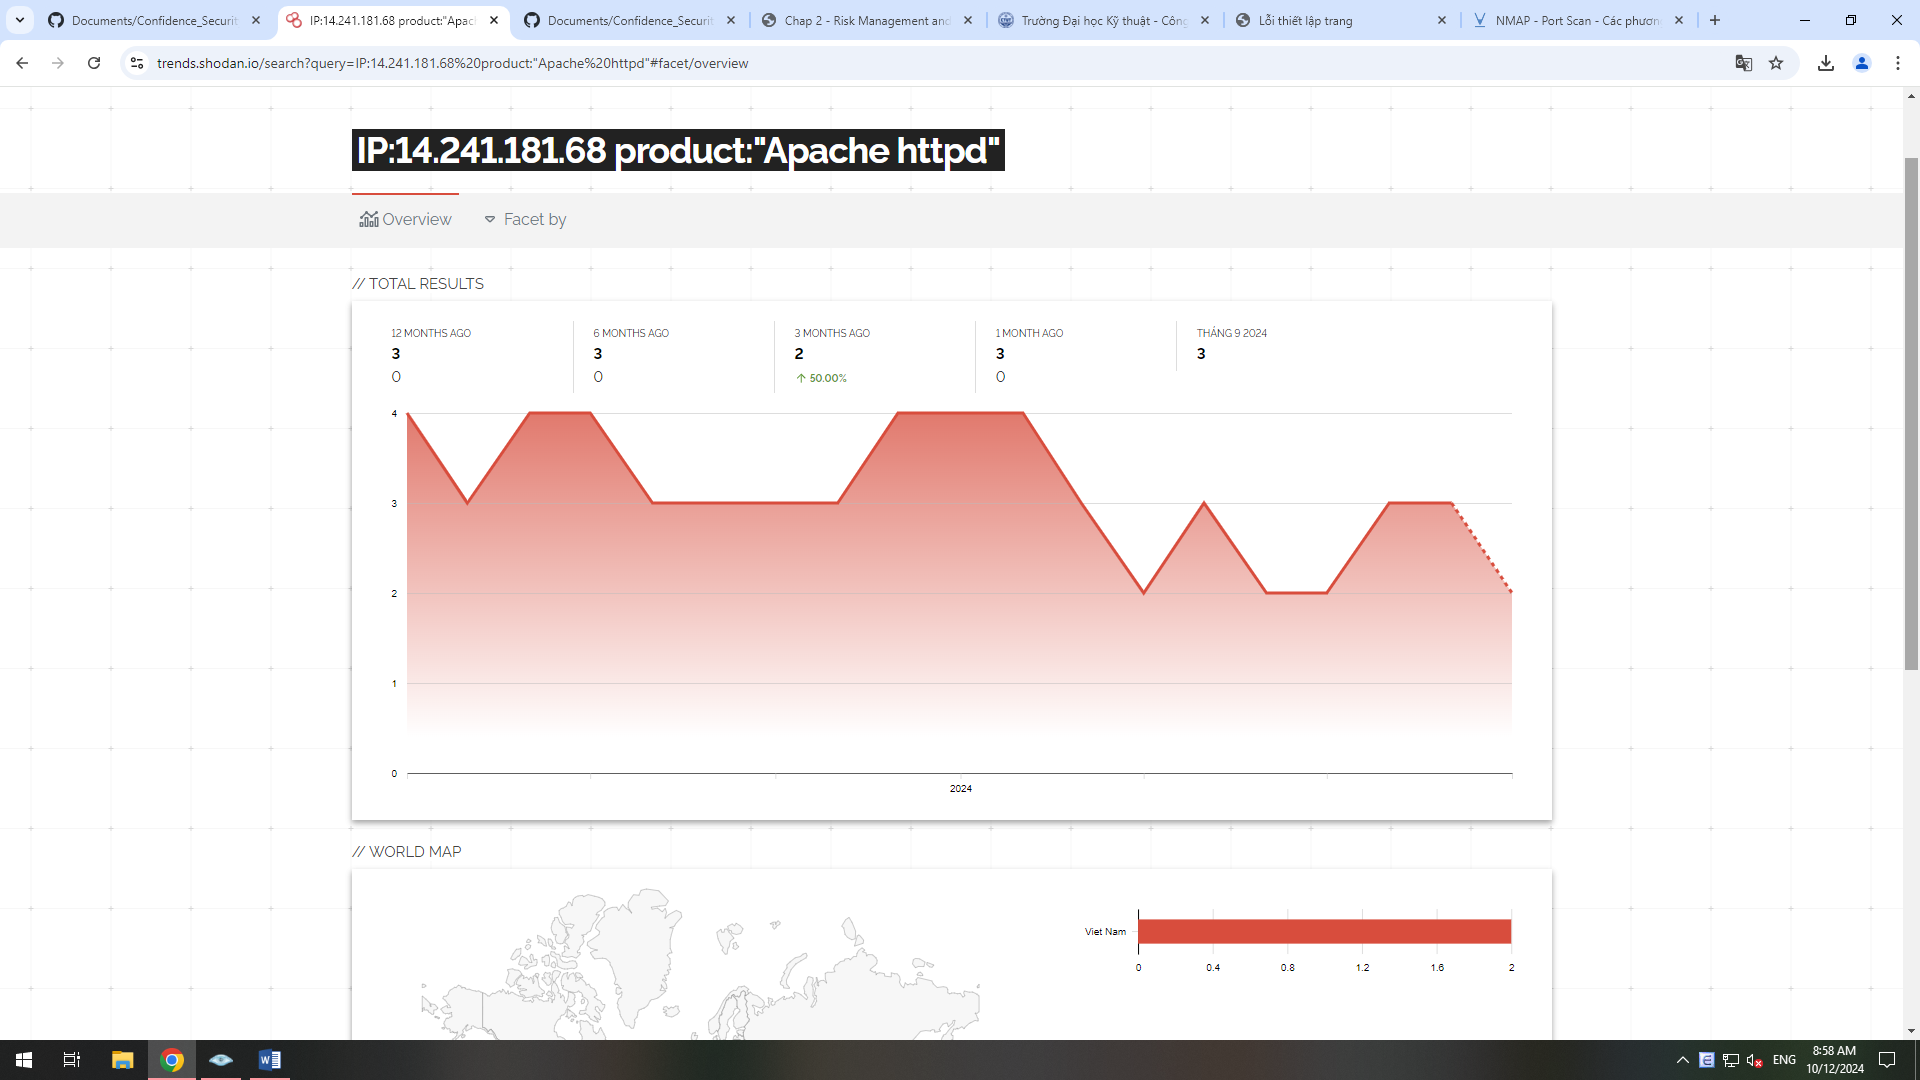 Documents/Confidence_Securit
IP:14.241.181.68 product:"Apach
Documents/Confidence_Securit
Chap 2 - Risk Management and
Trường Đại học Kỹ thuật - Công
Lỗi thiết lập trang
NMAP - Port Scan - Các phươn
trends.shodan.io/search?query=IP:14.241.181.68%20product:"Apache%20httpd"#facet/overview
IP:14.241.181.68 product:"Apache httpd"
Overview
Facet by
// TOTAL RESULTS
12 MONTHS AGO
3
0
6 MONTHS AGO
3
0
3 MONTHS AGO
2
50.00%
1 MONTH AGO
3
0
THÁNG 9 2024
3
4
3
2
1
0
2024
// WORLD MAP
Viet Nam
0 0.4 0.8 1.2 1.6 2
ENG
8:58 AM
10/12/2024